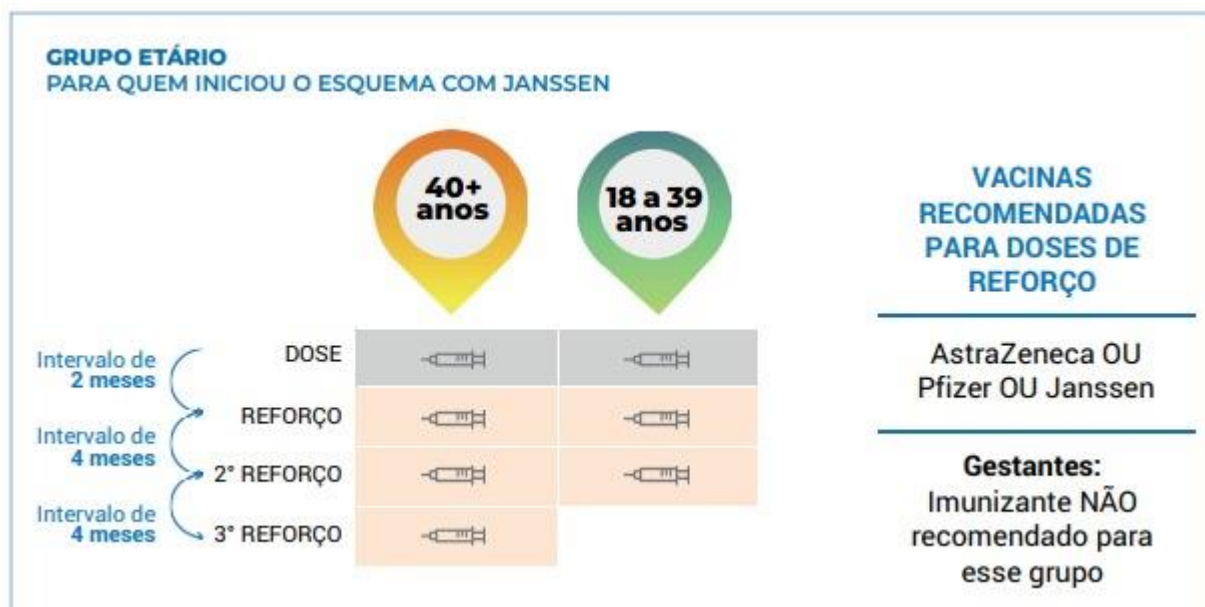 GRUPO ETÁRIO
PARA QUEM INICIOU O ESQUEMA COM JANSSEN
40+
anos
18 a 39
anos
Intervalo de
2 meses
Intervalo de
4 meses
Intervalo de
4 meses
DOSE
REFORÇO
2° REFORÇO
3° REFORÇO
VACINAS
RECOMENDADAS
PARA DOSES DE
REFORÇO
AstraZeneca OU
Pfizer OU Janssen
Gestantes:
Imunizante NÃO
recomendado para
esse grupo